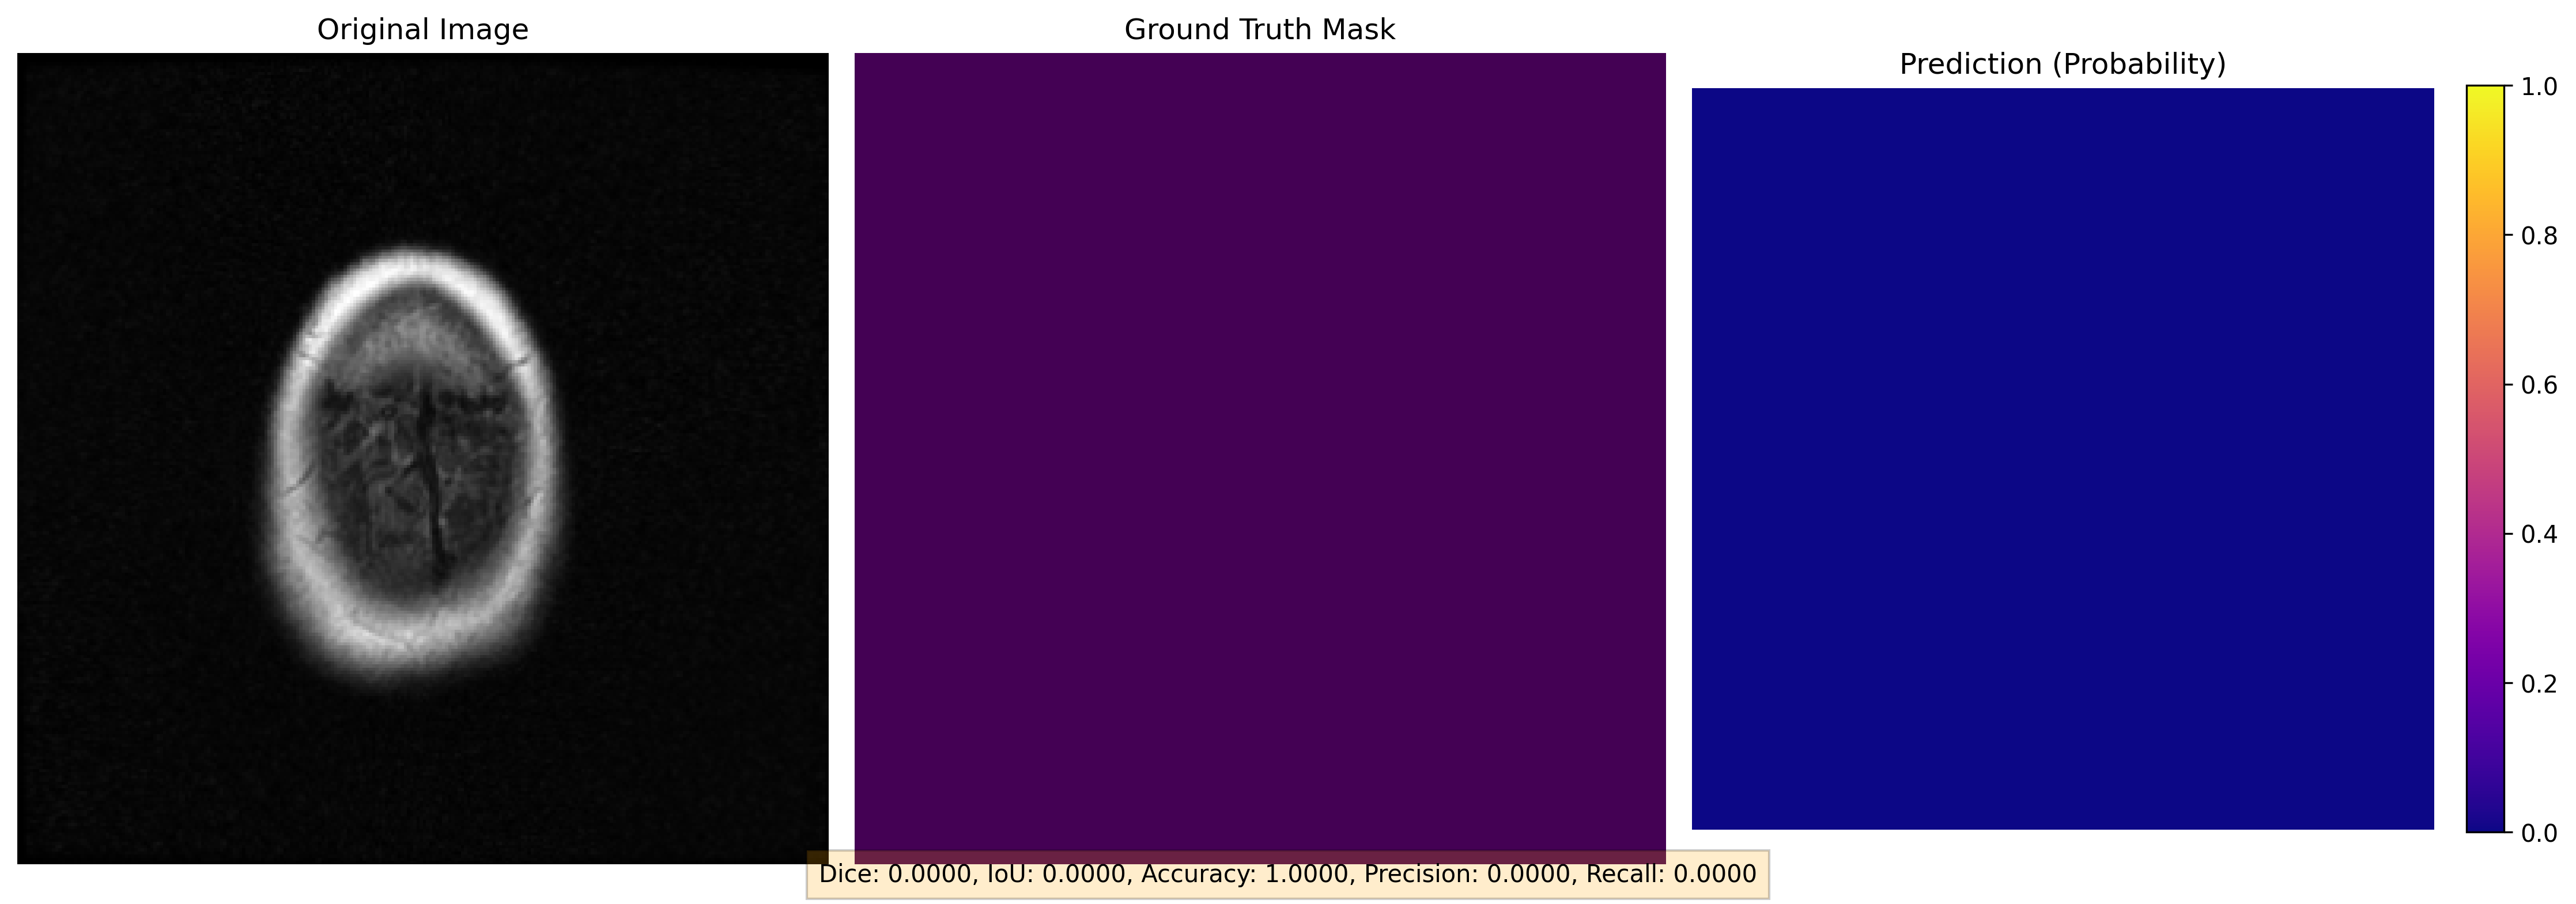 Original Image
Ground Truth Mask
Prediction (Probability)
1.0
0.8
0.6
0.4
0.2
0.0
Dice: 0.0000, IoU: 0.0000, Accuracy: 1.0000, Precision: 0.0000, Recall: 0.0000